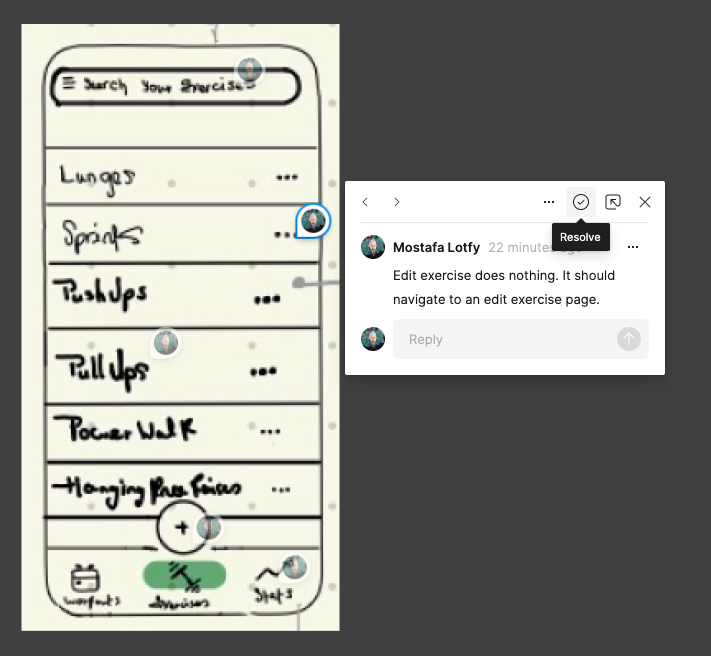 Search Your Exercises
Lunges
Sprints
PushUps
Pull Ups
Power Walk
Hanging Knee Raises
+
Workouts
Exercises
Stats
Resolve
Mostafa Lotfy 22 minutes ago
Edit exercise does nothing. It should
navigate to an edit exercise page.
Reply